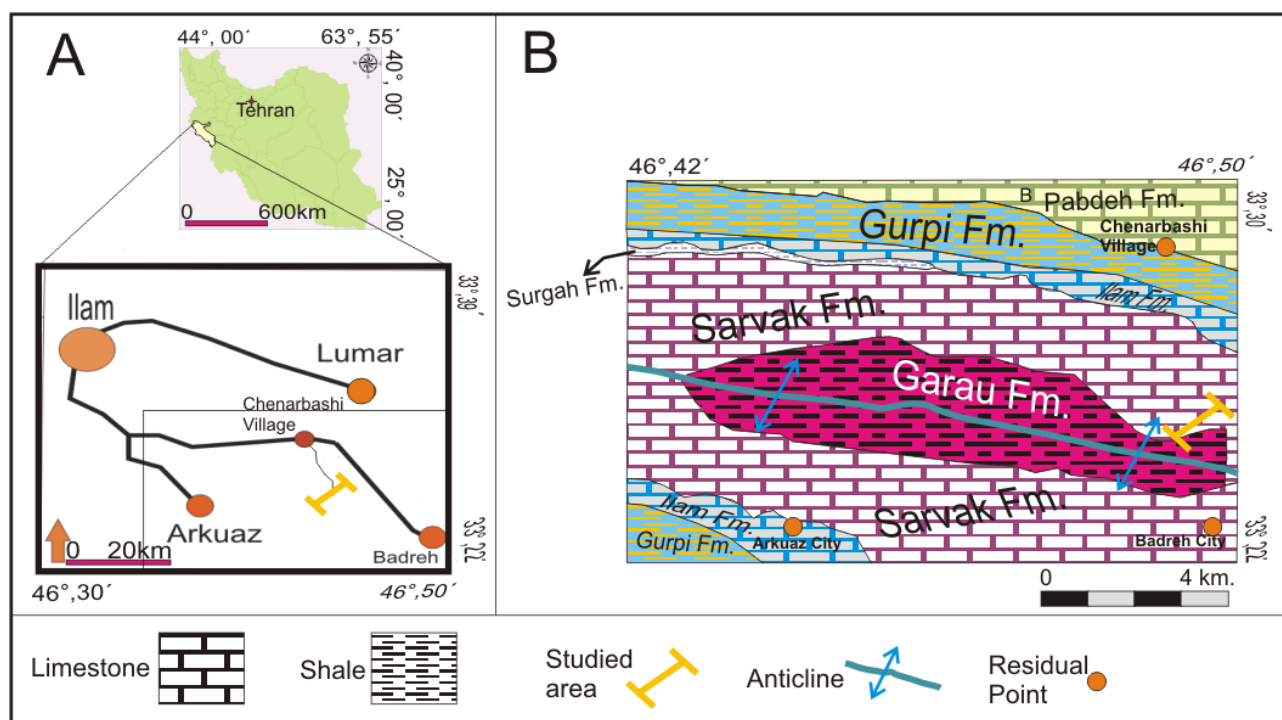 A
44°, 00´ 63°, 55´
40°, 00´
Tehran
25°, 00´
0 600km
Ilam
33°,39´
Lumar
Chenarbashi
Village
Arkuaz
Badreh
0 20km
33°,22´
46°,30´ 46°,50´
B
46°,42´ 46°,50´
B Pabdeh Fm.
33°,30´
Gurpi Fm.
Chenarbashi
Village
Surgah Fm.
Ilam Fm.
Sarvak Fm.
Garau Fm.
Sarvak Fm.
Ilam Fm.
Arkuaz City
Badreh City
Gurpi Fm.
33°,22´
0 4 km.
Limestone
Shale
Studied
area
Anticline
Residual
Point